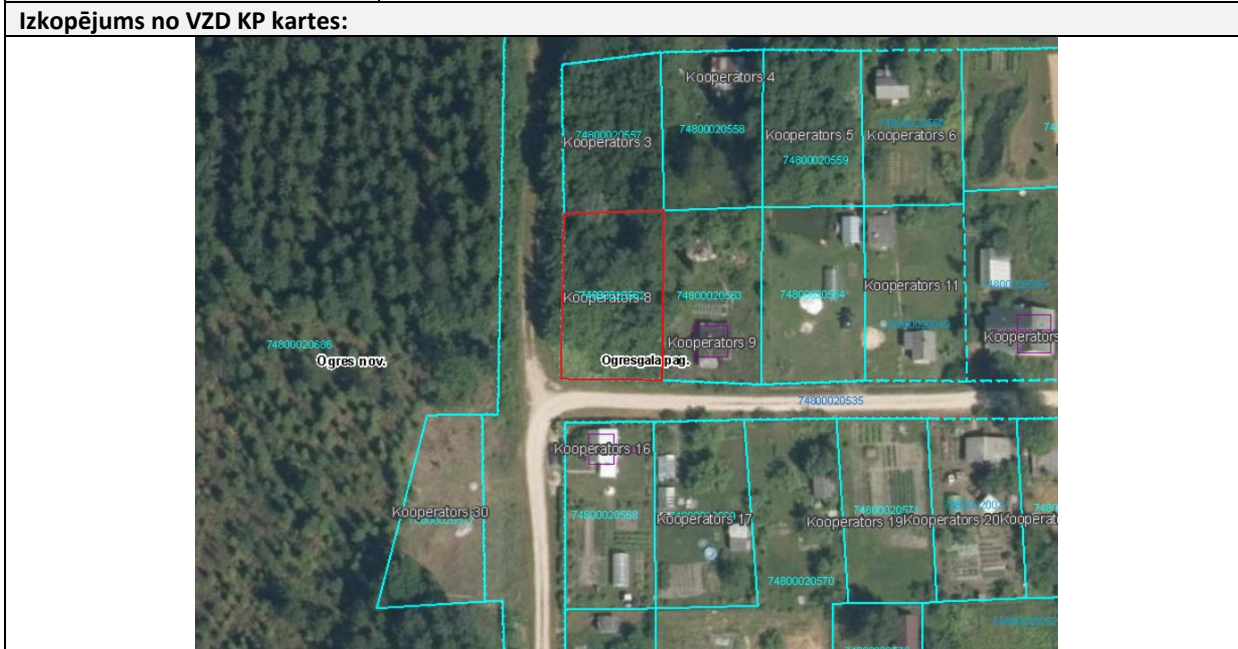 Izkopējums no VZD KP kartes:
Kooperators 4
74800020557
Kooperators 3
74800020558
Kooperators 5
74800020559
74800020560
Kooperators 6
Kooperators 8
74800020563
74800020564
Kooperators 11
Kooperators 9
Kooperators
74800020686
Ogres nov.
Ogresgala pag.
74800020535
Kooperators 16
Kooperators 30
74800020568
Kooperators 17
74800020571
Kooperators 19
Kooperators 20
74800020570